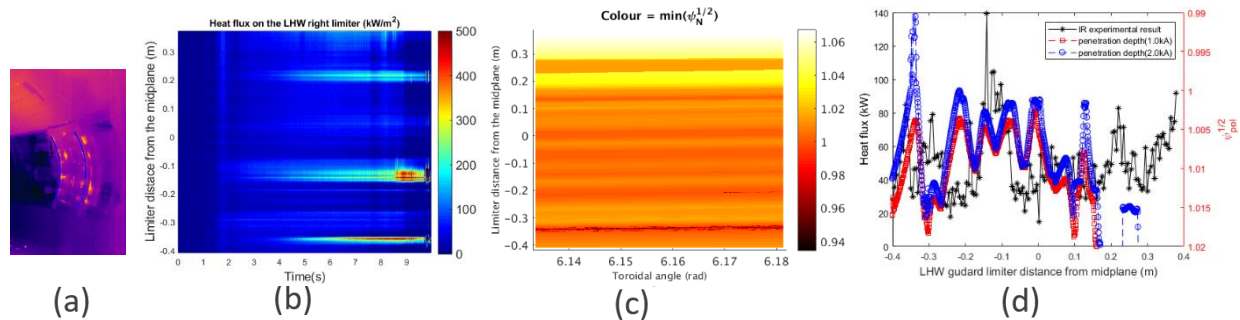 Heat flux on the LHW right limiter (kW/m²)
Limiter distace from the midplane (m)
0.3
0.2
0.1
0
-0.1
-0.2
-0.3
-0.4
0 1 2 3 4 5 6 7 8 9
Time(s)
500
400
300
200
100
0
Colour = min(ψ_N^1/2)
Limiter distance from the midplane (m)
0.4
0.3
0.2
0.1
0
-0.1
-0.2
-0.3
-0.4
6.14 6.15 6.16 6.17 6.18
Toroidal angle (rad)
1.06
1.04
1.02
1
0.98
0.96
0.94
Heat flux (kW)
140
120
100
80
60
40
20
0
-0.4 -0.3 -0.2 -0.1 0 0.1 0.2 0.3 0.4
LHW gudard limiter distance from midplane (m)
IR experimental result
penetration depth(1.0kA)
penetration depth(2.0kA)
0.99
0.995
1
1.005
1.01
1.015
1.02
ψ_pol^1/2
(a) (b) (c) (d)